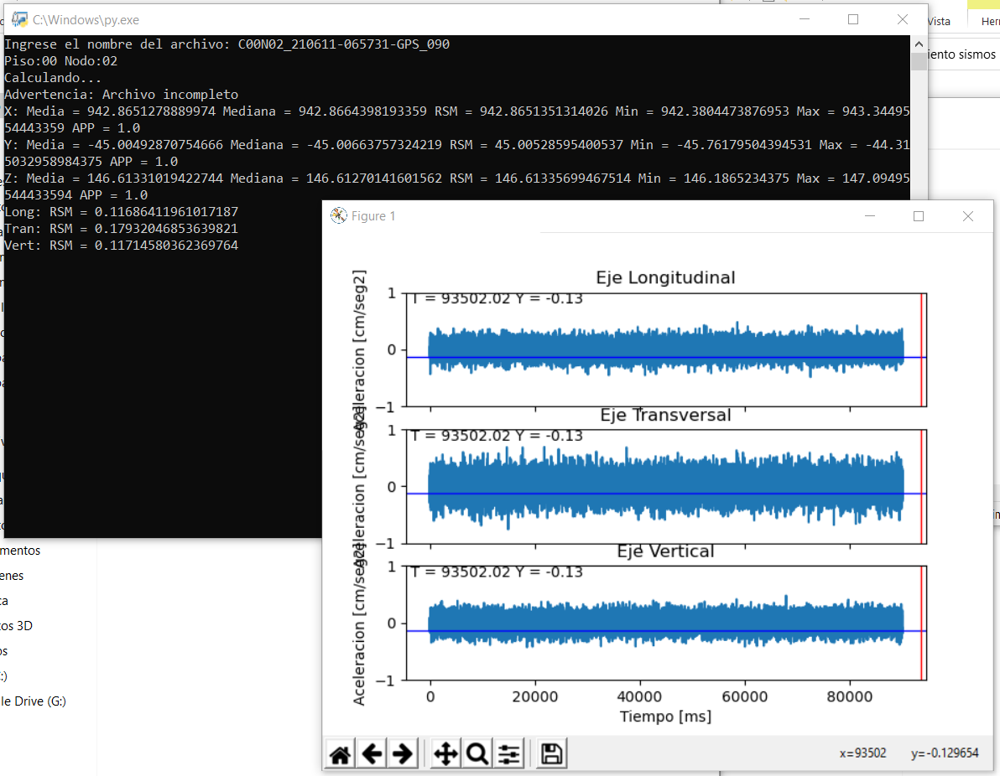 C:\Windows\py.exe
Vista
Ingrese el nombre del archivo: C00N02_210611-065731-GPS_090
Piso:00 Nodo:02
Calculando...
Advertencia: Archivo incompleto
X: Media = 942.8651278889974 Mediana = 942.8664398193359 RSM = 942.8651351314026 Min = 942.3804473876953 Max = 943.34495
54443359 APP = 1.0
Y: Media = -45.00492870754666 Mediana = -45.00663757324219 RSM = 45.00528595400537 Min = -45.76179504394531 Max = -44.31
5032958984375 APP = 1.0
Z: Media = 146.61331019422744 Mediana = 146.61270141601562 RSM = 146.61335699467514 Min = 146.1865234375 Max = 147.09495
544433594 APP = 1.0
Long: RSM = 0.11686411961017187
Tran: RSM = 0.17932046853639821
Vert: RSM = 0.11714580362369764
sismos
Figure 1
Eje Longitudinal
T = 93502.02 Y = -0.13
Aceleracion [cm/seg2]
1
0
−1
Eje Transversal
T = 93502.02 Y = -0.13
Aceleracion [cm/seg2]
1
0
−1
Eje Vertical
T = 93502.02 Y = -0.13
Aceleracion [cm/seg2]
1
0
−1
0 20000 40000 60000 80000
Tiempo [ms]
x=93502 y=-0.129654
3D
Drive (G:)